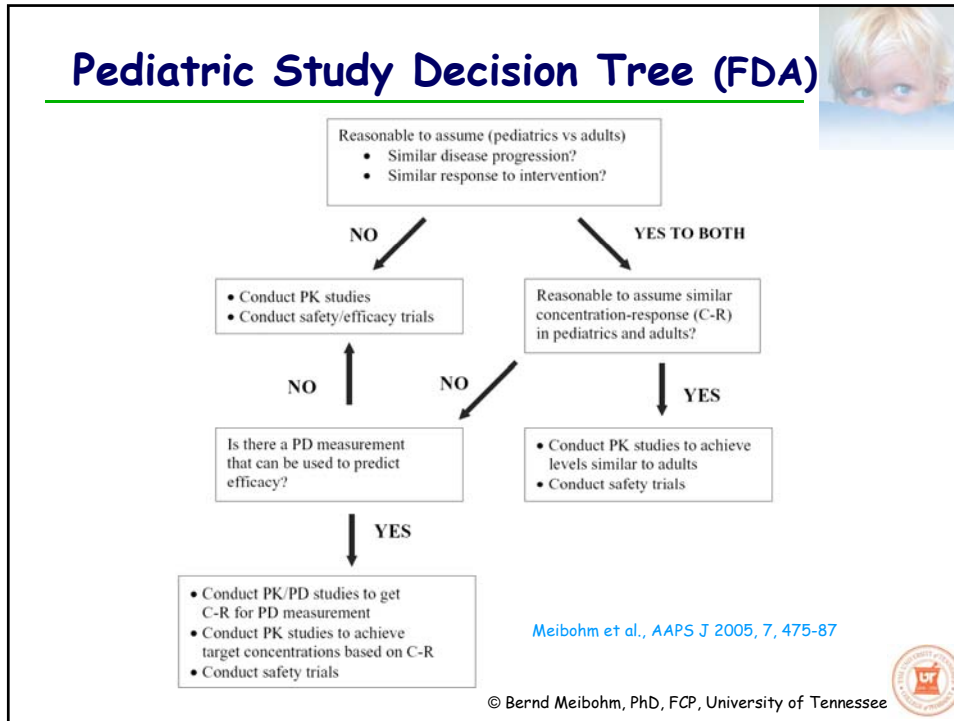 Pediatric Study Decision Tree (FDA)
Reasonable to assume (pediatrics vs adults)
• Similar disease progression?
• Similar response to intervention?
NO
YES TO BOTH
• Conduct PK studies
• Conduct safety/efficacy trials
Reasonable to assume similar
concentration-response (C-R)
in pediatrics and adults?
NO
NO
YES
Is there a PD measurement
that can be used to predict
efficacy?
• Conduct PK studies to achieve
levels similar to adults
• Conduct safety trials
YES
• Conduct PK/PD studies to get
C-R for PD measurement
• Conduct PK studies to achieve
target concentrations based on C-R
• Conduct safety trials
Meibohm et al., AAPS J 2005, 7, 475-87
© Bernd Meibohm, PhD, FCP, University of Tennessee
UT